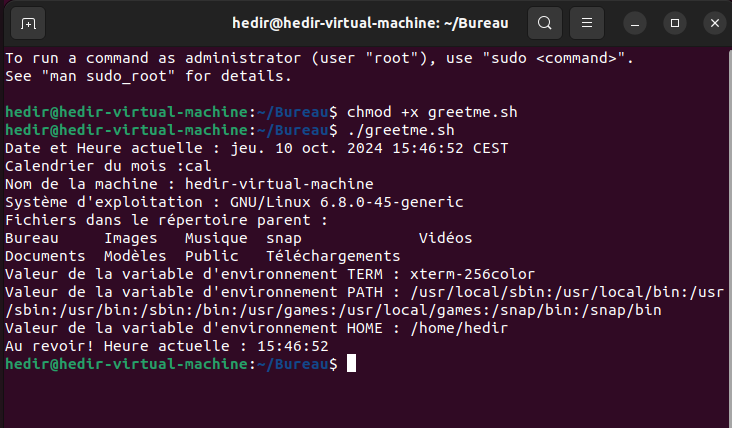 hedir@hedir-virtual-machine: ~/Bureau
To run a command as administrator (user "root"), use "sudo <command>".
See "man sudo_root" for details.
hedir@hedir-virtual-machine:~/Bureau$ chmod +x greetme.sh
hedir@hedir-virtual-machine:~/Bureau$ ./greetme.sh
Date et Heure actuelle : jeu. 10 oct. 2024 15:46:52 CEST
Calendrier du mois :cal
Nom de la machine : hedir-virtual-machine
Système d'exploitation : GNU/Linux 6.8.0-45-generic
Fichiers dans le répertoire parent :
Bureau     Images   Musique  snap             Vidéos
Documents  Modèles  Public   Téléchargements
Valeur de la variable d'environnement TERM : xterm-256color
Valeur de la variable d'environnement PATH : /usr/local/sbin:/usr/local/bin:/usr
/sbin:/usr/bin:/sbin:/bin:/usr/games:/usr/local/games:/snap/bin:/snap/bin
Valeur de la variable d'environnement HOME : /home/hedir
Au revoir! Heure actuelle : 15:46:52
hedir@hedir-virtual-machine:~/Bureau$